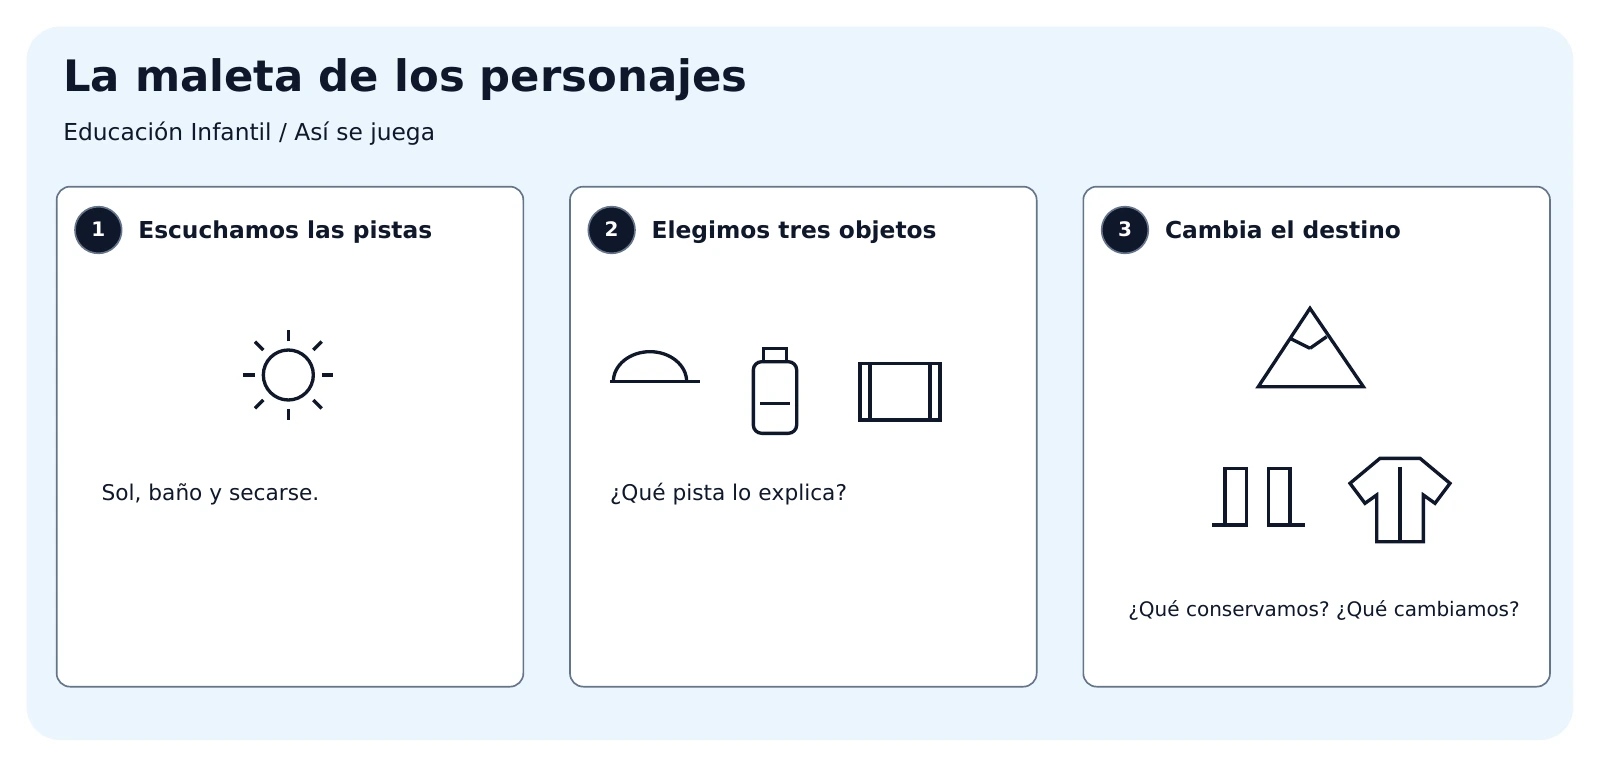 La maleta de los personajes
Educación Infantil / Así se juega
1 Escuchamos las pistas
Sol, baño y secarse.
2 Elegimos tres objetos
¿Qué pista lo explica?
3 Cambia el destino
¿Qué conservamos? ¿Qué cambiamos?